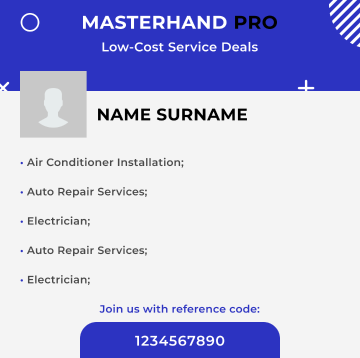 MASTERHAND PRO
Low-Cost Service Deals
NAME SURNAME
• Air Conditioner Installation;
• Auto Repair Services;
• Electrician;
• Auto Repair Services;
• Electrician;
Join us with reference code:
1234567890